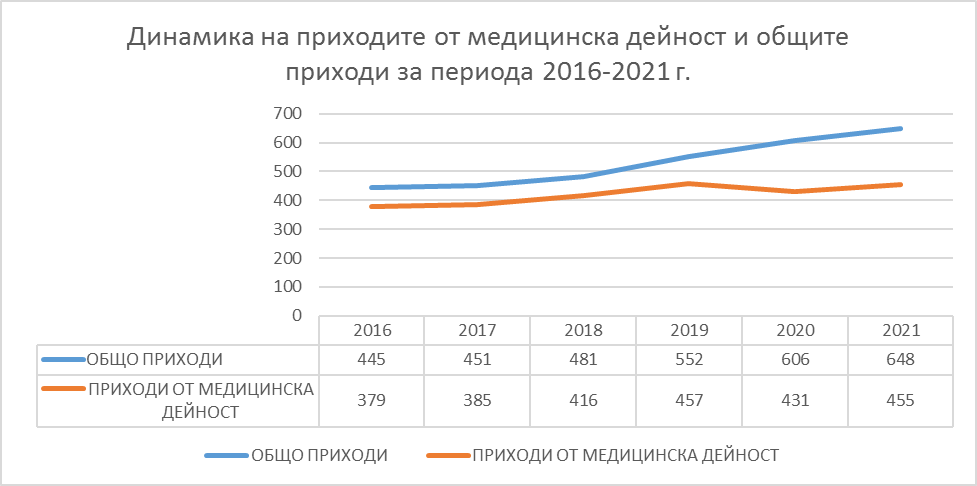 Динамика на приходите от медицинска дейност и общите
приходи за периода 2016-2021 г.
700
600
500
400
300
200
100
0
2016 2017 2018 2019 2020 2021
ОБЩО ПРИХОДИ 445 451 481 552 606 648
ПРИХОДИ ОТ МЕДИЦИНСКА
ДЕЙНОСТ 379 385 416 457 431 455
ОБЩО ПРИХОДИ ПРИХОДИ ОТ МЕДИЦИНСКА ДЕЙНОСТ